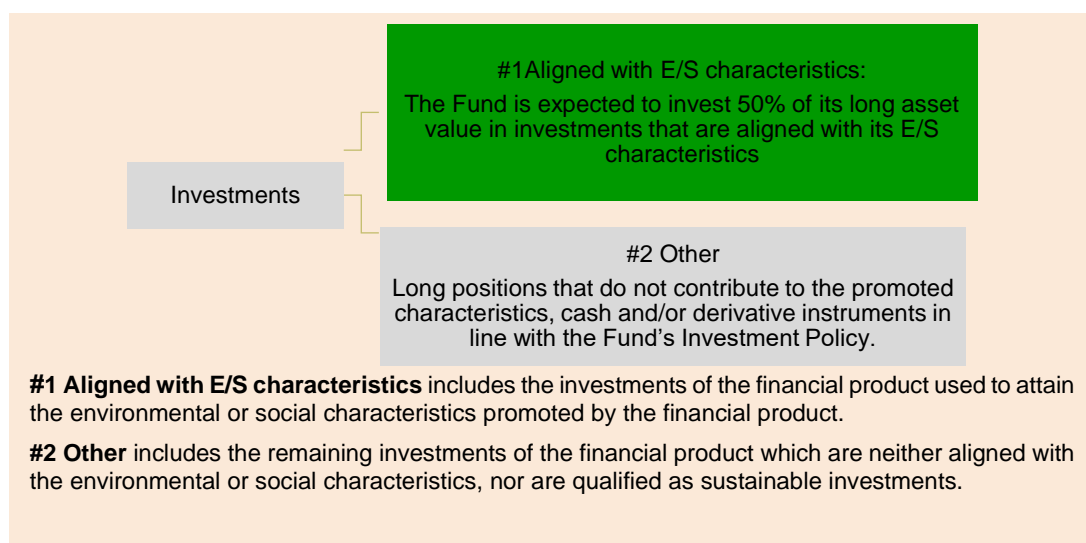 #1Aligned with E/S characteristics:
The Fund is expected to invest 50% of its long asset
value in investments that are aligned with its E/S
characteristics
Investments
#2 Other
Long positions that do not contribute to the promoted
characteristics, cash and/or derivative instruments in
line with the Fund's Investment Policy.
#1 Aligned with E/S characteristics includes the investments of the financial product used to attain
the environmental or social characteristics promoted by the financial product.
#2 Other includes the remaining investments of the financial product which are neither aligned with
the environmental or social characteristics, nor are qualified as sustainable investments.